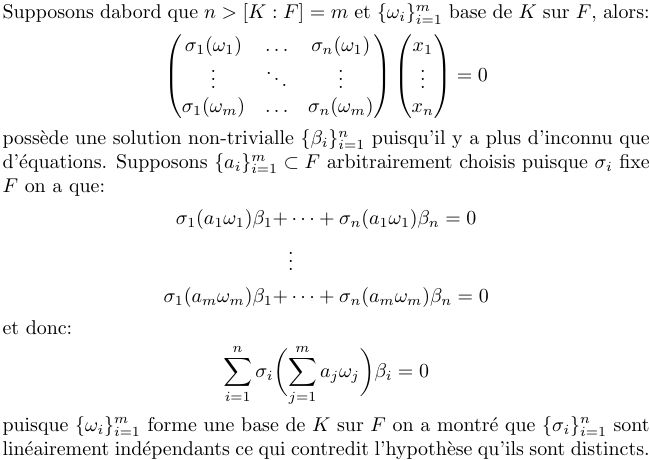 Supposons dabord que $n > [K : F] = m$ et $\{\omega_i\}_{i=1}^m$ base de $K$ sur $F$, alors:
$$\begin{pmatrix} \sigma_1(\omega_1) & \dots & \sigma_n(\omega_1) \\ \vdots & \ddots & \vdots \\ \sigma_1(\omega_m) & \dots & \sigma_n(\omega_m) \end{pmatrix} \begin{pmatrix} x_1 \\ \vdots \\ x_n \end{pmatrix} = 0$$
possède une solution non-trivialle $\{\beta_i\}_{i=1}^n$ puisqu'il y a plus d'inconnu que
d'équations. Supposons $\{a_i\}_{i=1}^m \subset F$ arbitrairement choisis puisque $\sigma_i$ fixe
$F$ on a que:
$$\sigma_1(a_1\omega_1)\beta_1 + \cdots + \sigma_n(a_1\omega_1)\beta_n = 0$$
$$\vdots$$
$$\sigma_1(a_m\omega_m)\beta_1 + \cdots + \sigma_n(a_m\omega_m)\beta_n = 0$$
et donc:
$$\sum_{i=1}^n \sigma_i \left( \sum_{j=1}^m a_j\omega_j \right) \beta_i = 0$$
puisque $\{\omega_i\}_{i=1}^m$ forme une base de $K$ sur $F$ on a montré que $\{\sigma_i\}_{i=1}^n$ sont
linéairement indépendants ce qui contredit l'hypothèse qu'ils sont distincts.